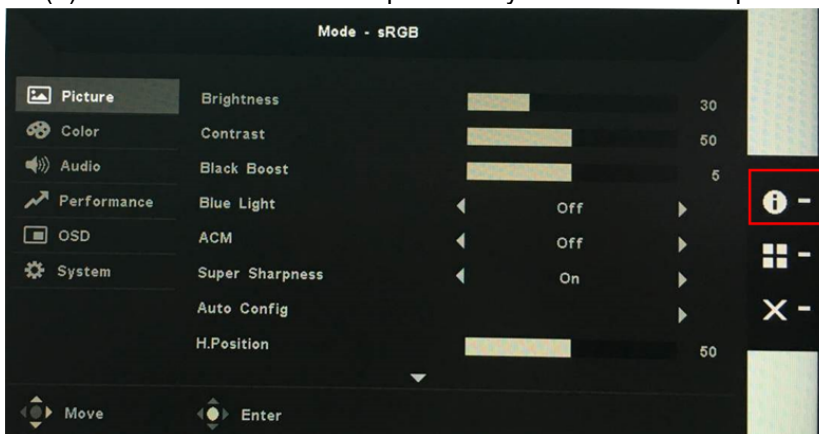 Mode - sRGB
Picture
Brightness 30
Color
Contrast 50
Audio
Black Boost 5
Performance
Blue Light Off
OSD
ACM Off
System
Super Sharpness On
Auto Config
H.Position 50
Move Enter